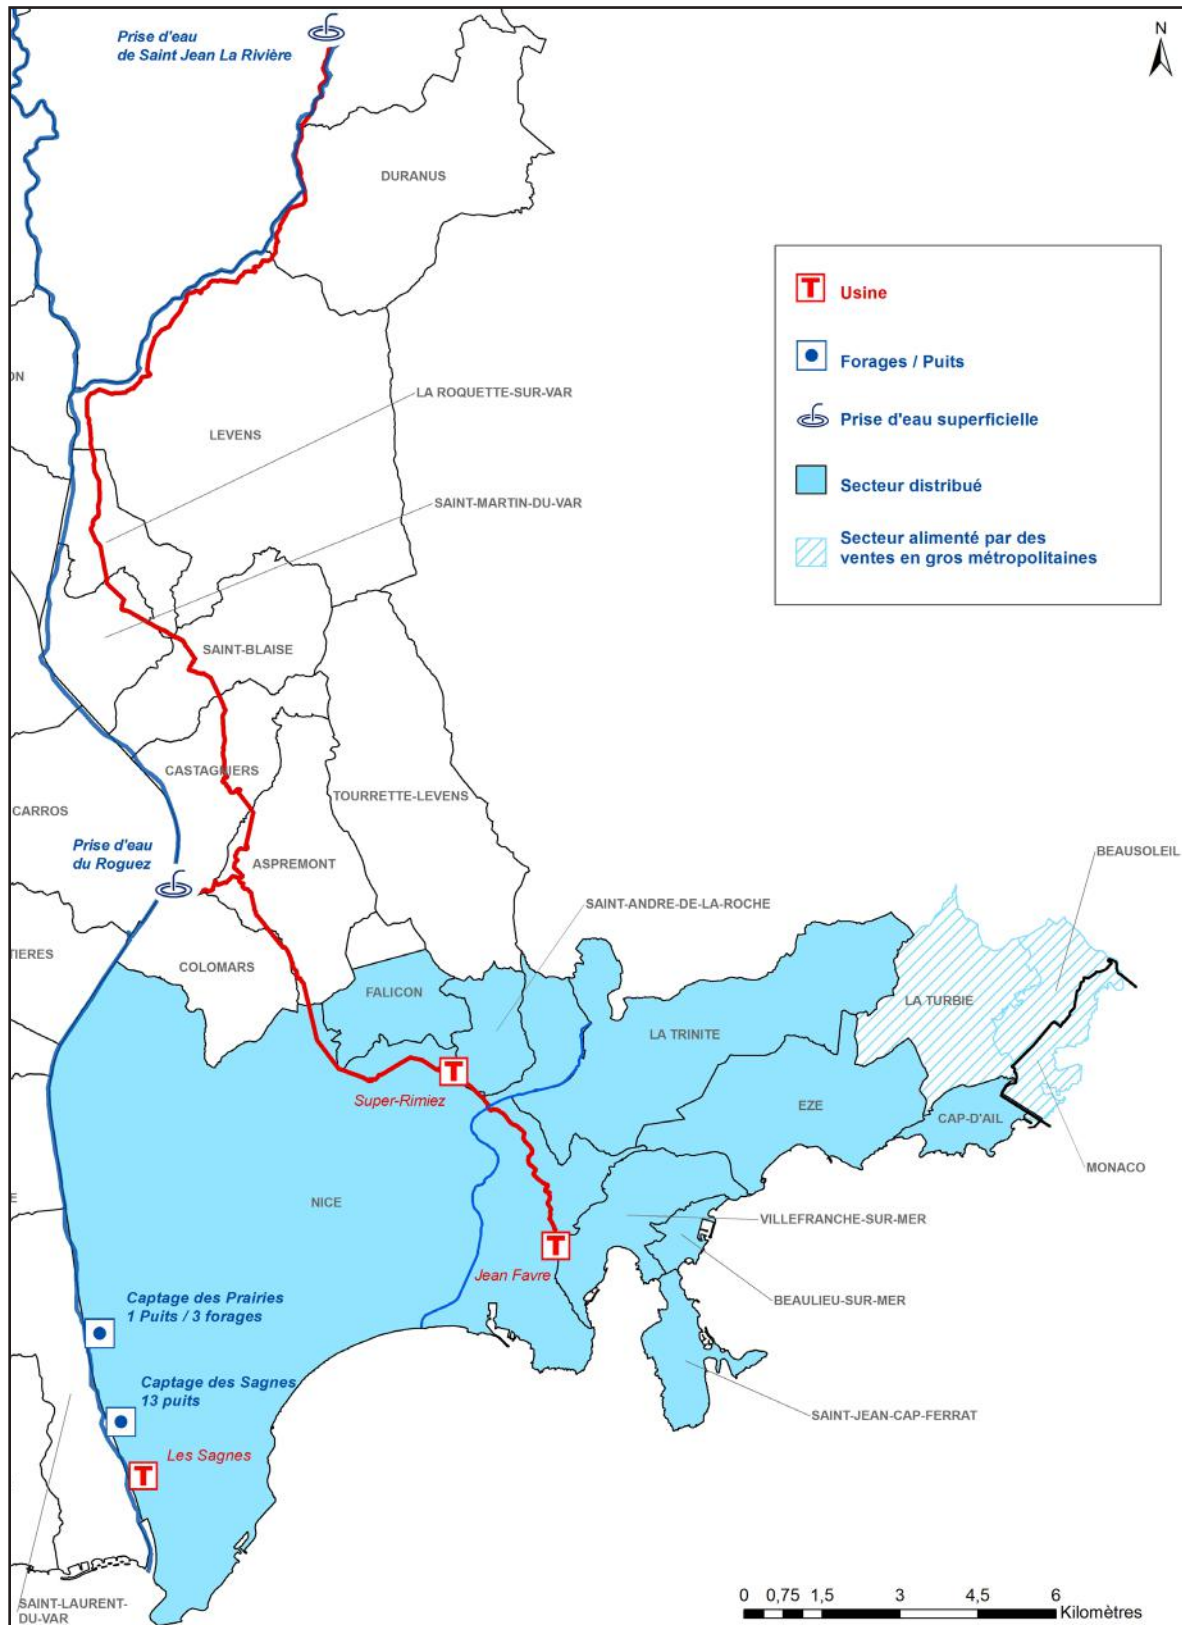 Prise d'eau
de Saint Jean La Rivière
N
DURANUS
T Usine
Forages / Puits
Prise d'eau superficielle
Secteur distribué
Secteur alimenté par des
ventes en gros métropolitaines
ON
LA ROQUETTE-SUR-VAR
LEVENS
SAINT-MARTIN-DU-VAR
SAINT-BLAISE
CASTAGNIERS
TOURRETTE-LEVENS
CARROS
Prise d'eau
du Roguez
ASPREMONT
BEAUSOLEIL
SAINT-ANDRE-DE-LA-ROCHE
TIERES
COLOMARS
FALICON
LA TURBIE
LA TRINITE
T
Super-Rimiez
EZE
CAP-D'AIL
MONACO
E
NICE
VILLEFRANCHE-SUR-MER
T
Jean Favre
BEAULIEU-SUR-MER
Captage des Prairies
1 Puits / 3 forages
Captage des Sagnes
13 puits
SAINT-JEAN-CAP-FERRAT
Les Sagnes
T
SAINT-LAURENT-
DU-VAR
0 0,75 1,5 3 4,5 6
Kilomètres